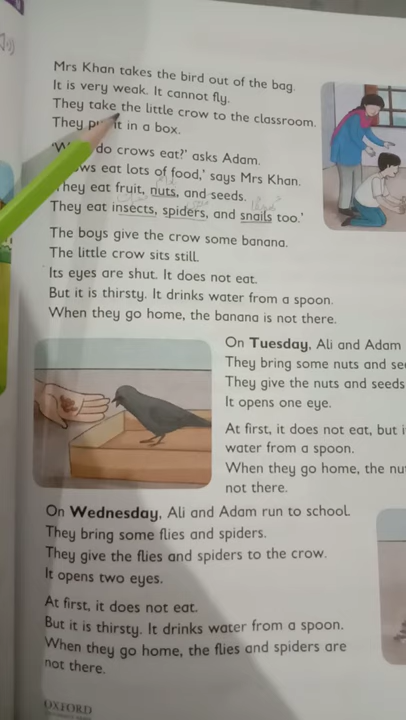 Mrs Khan takes the bird out of the bag.
It is very weak. It cannot fly.
They take the little crow to the classroom.
They it in a box.
do crows eat?' asks Adam.
eat lots of food,' says Mrs Khan.
They eat fruit, nuts, and seeds.
They eat insects, spiders, and snails too.'
The boys give the crow some banana.
The little crow sits still.
Its eyes are shut. It does not eat.
But it is thirsty. It drinks water from a spoon.
When they go home, the banana is not there.
On Tuesday, Ali and Adam
They bring some nuts and
They give the nuts and seeds
It opens one eye.
At first, it does not eat, but
water from a spoon.
When they go home, the
not there.
On Wednesday, Ali and Adam run to school.
They bring some flies and spiders.
They give the flies and spiders to the crow.
It opens two eyes.
At first, it does not eat.
But it is thirsty. It drinks water from a spoon.
When they go home, the flies and spiders are
not there.
OXFORD